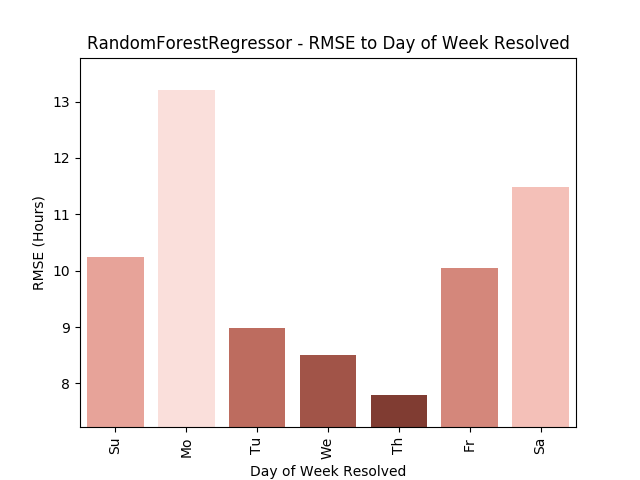 RandomForestRegressor - RMSE to Day of Week Resolved
RMSE (Hours)
13
12
11
10
9
8
Su
Mo
Tu
We
Th
Fr
Sa
Day of Week Resolved